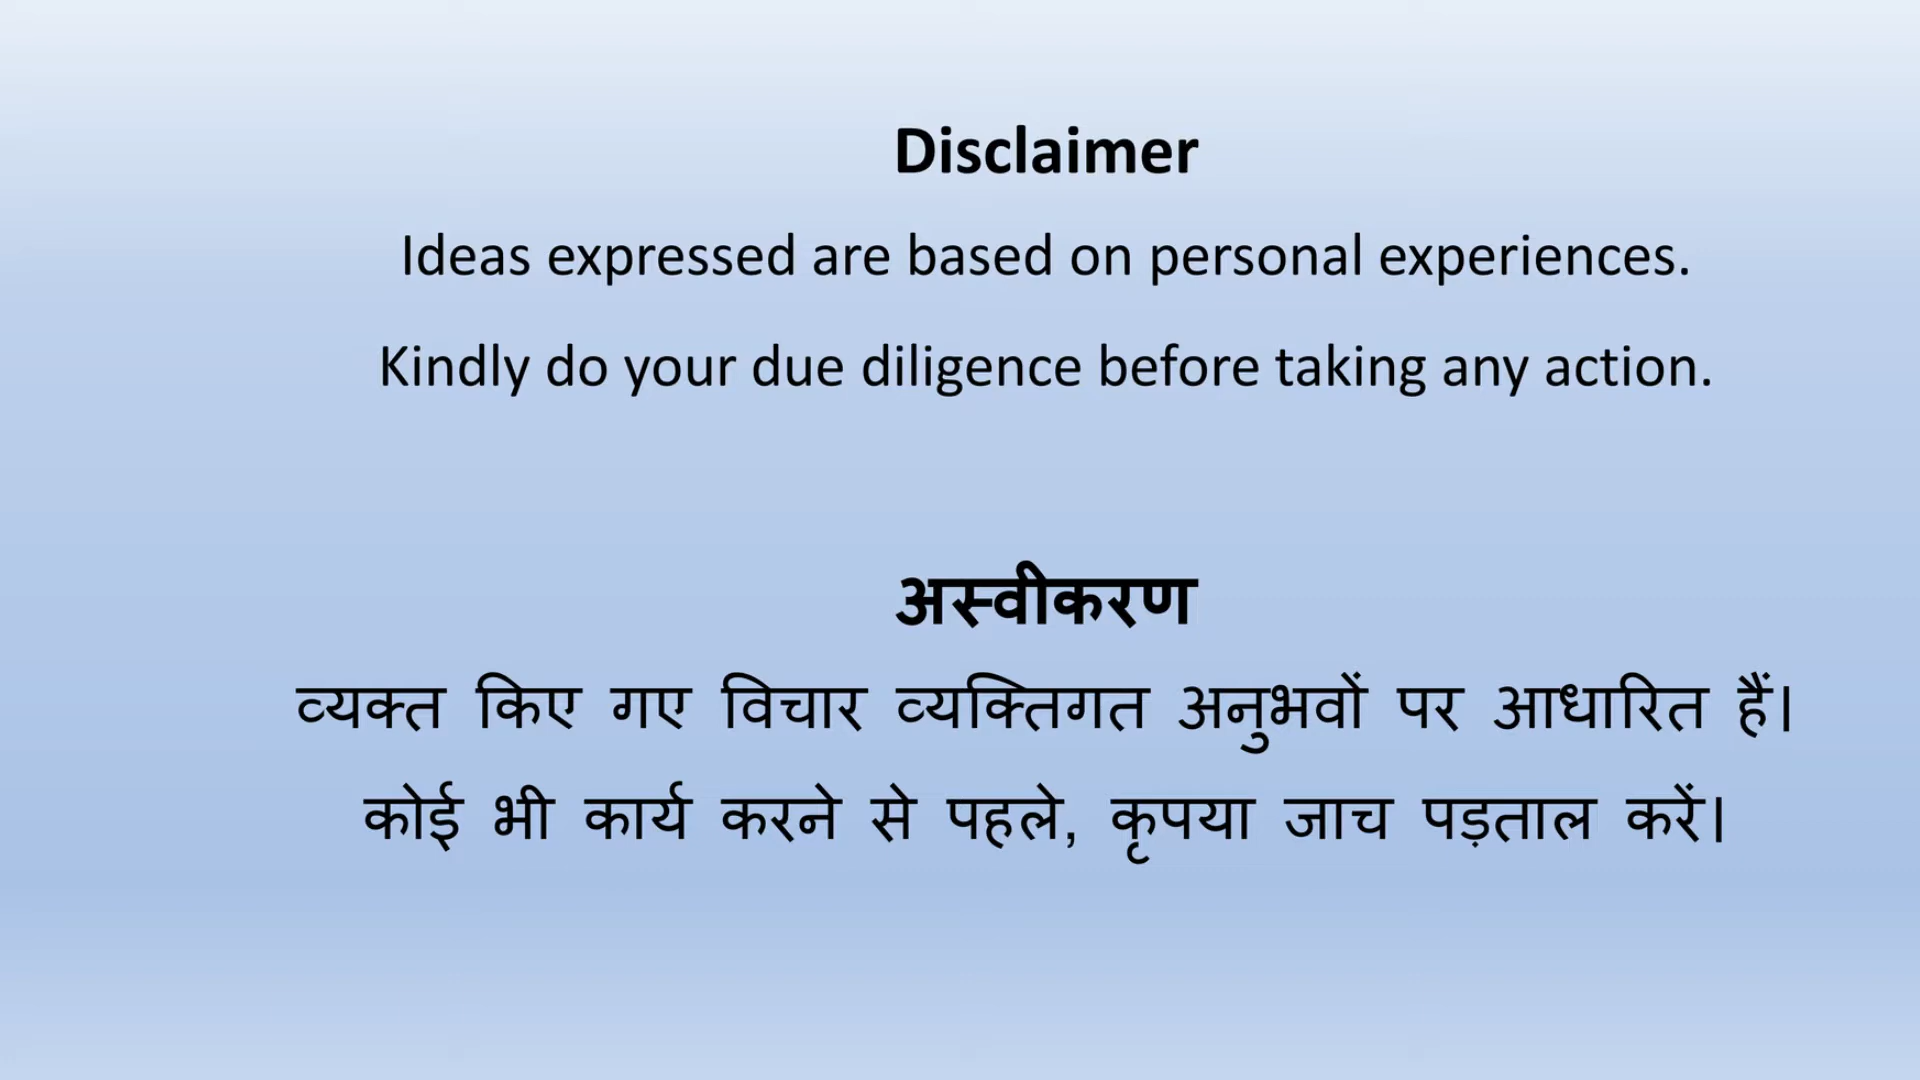 Disclaimer
Ideas expressed are based on personal experiences.
Kindly do your due diligence before taking any action.
अस्वीकरण
व्यक्त किए गए विचार व्यक्तिगत अनुभवों पर आधारित हैं।
कोई भी कार्य करने से पहले, कृपया जाच पड़ताल करें।